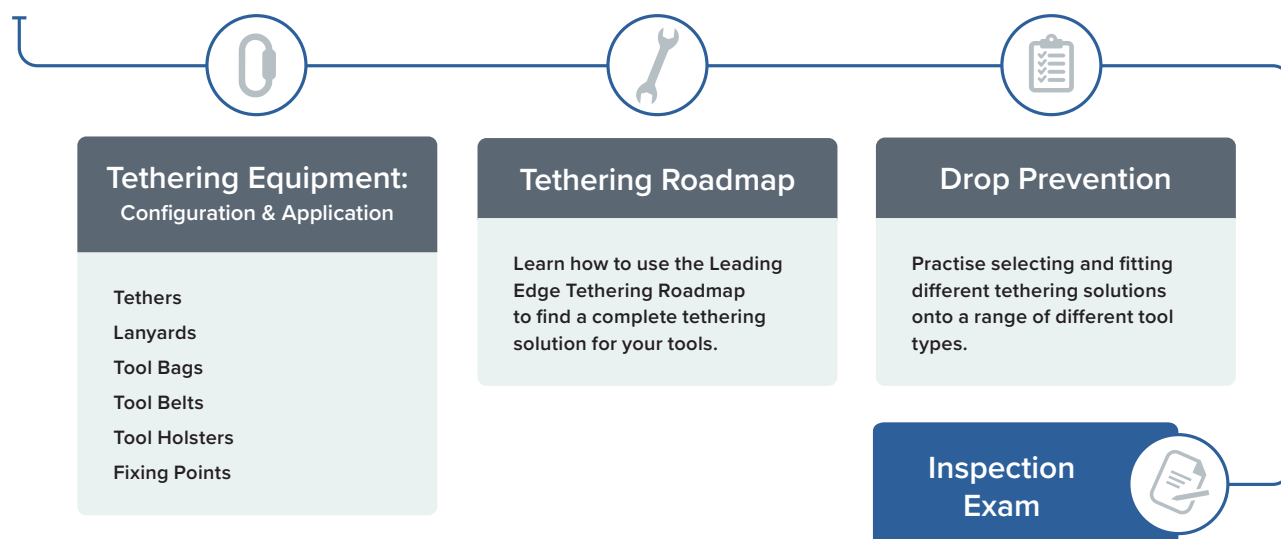 Tethering Equipment:
Configuration & Application
Tethers
Lanyards
Tool Bags
Tool Belts
Tool Holsters
Fixing Points
Tethering Roadmap
Learn how to use the Leading
Edge Tethering Roadmap
to find a complete tethering
solution for your tools.
Drop Prevention
Practise selecting and fitting
different tethering solutions
onto a range of different tool
types.
Inspection
Exam